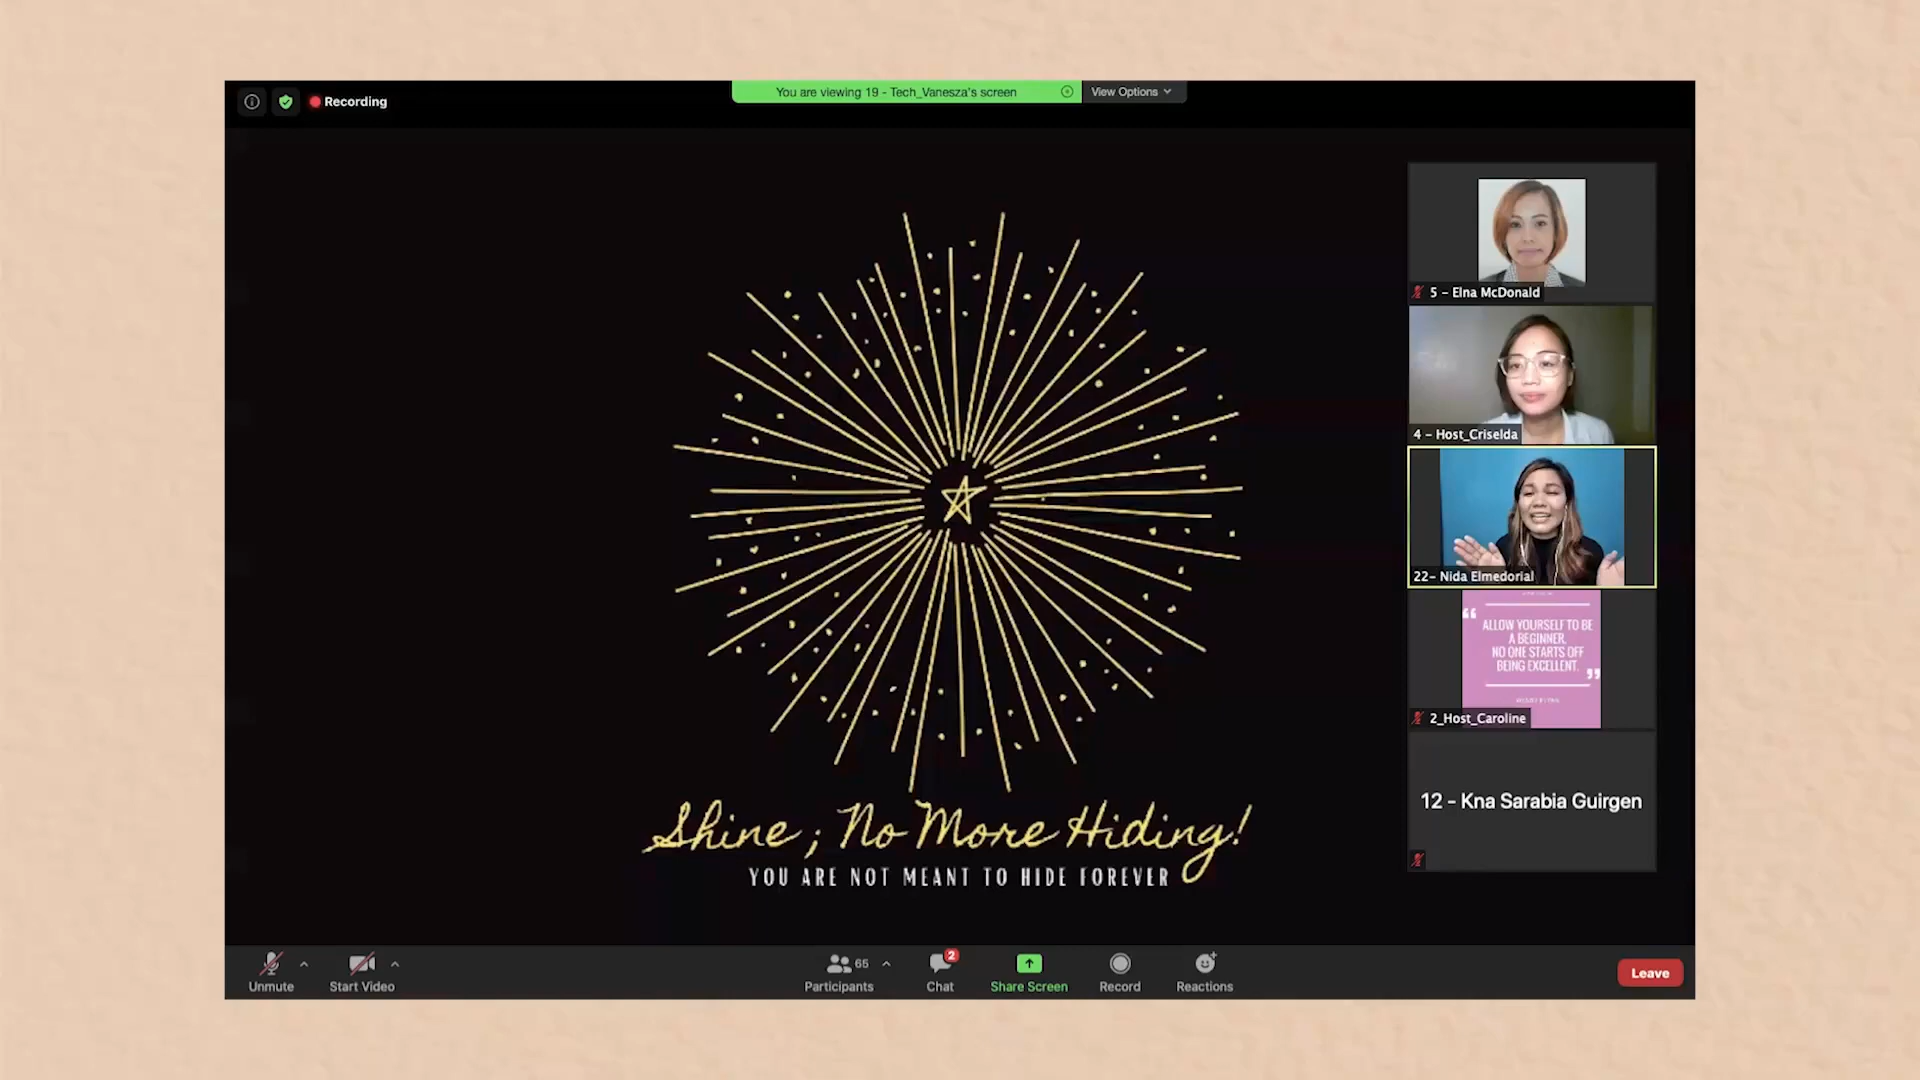 Recording
You are viewing 19 - Tech_Vanesza's screen
View Options
5 - Elna McDonald
4 - Host_Criselda
22- Nida Elmedorial
“ ALLOW YOURSELF TO BE
A BEGINNER.
NO ONE STARTS OFF
BEING EXCELLENT. ”
2_Host_Caroline
12 - Kna Sarabia Guirgen
Shine ; No More Hiding!
YOU ARE NOT MEANT TO HIDE FOREVER
Unmute
Start Video
65
Participants
2
Chat
Share Screen
Record
Reactions
Leave